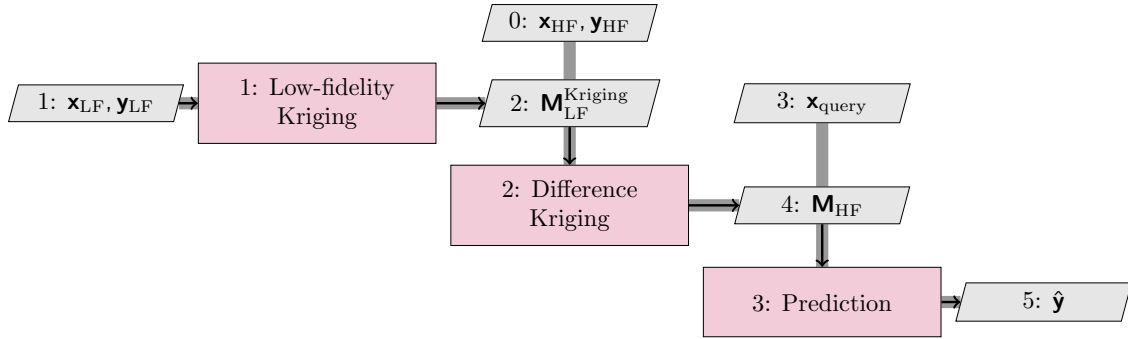 0: x_HF, y_HF
1: x_LF, y_LF
1: Low-fidelity
Kriging
2: M_LF^Kriging
3: x_query
2: Difference
Kriging
4: M_HF
3: Prediction
5: ŷ